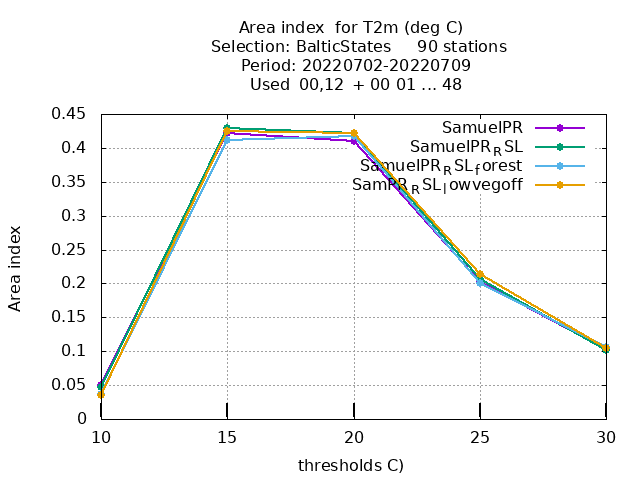 Area index  for T2m (deg C)
Selection: BalticStates     90 stations
Period: 20220702-20220709
Used  00,12  + 00 01 ... 48
0.45
0.4
0.35
0.3
0.25
0.2
0.15
0.1
0.05
0
Area index
SamuelPR
SamuelPR_RSL
SamuelPR_RSL_forest
SamPR_RSL_lowvegoff
10 15 20 25 30
thresholds C)